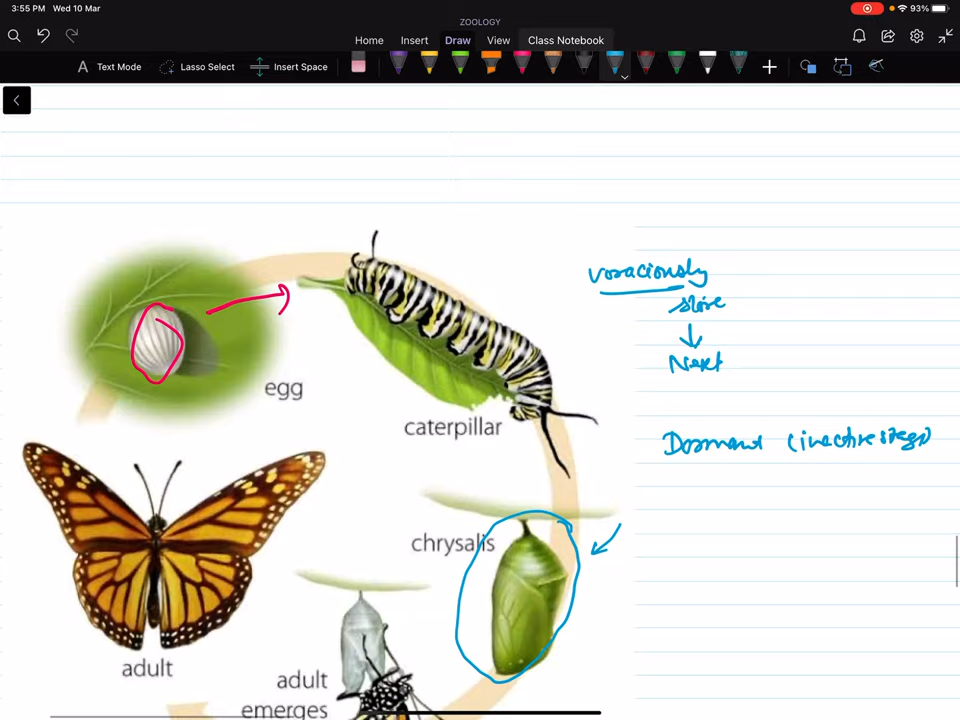 3:55 PM Wed 10 Mar
93%
ZOOLOGY
Home Insert Draw View Class Notebook
A Text Mode Lasso Select Insert Space
voraciously
store
Next
egg
caterpillar
Dormant (inactive stage)
chrysalis
adult
adult
emerges